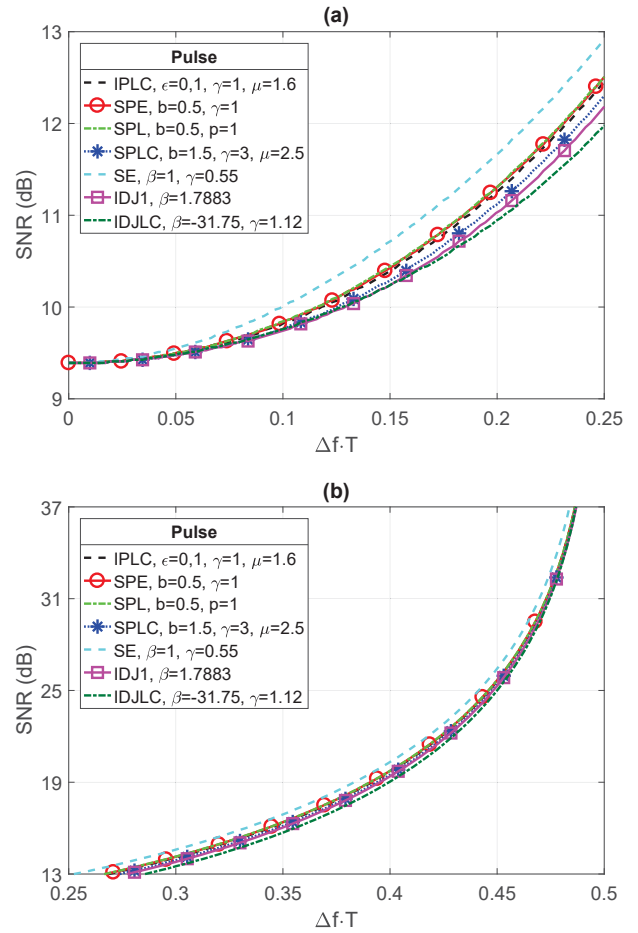 (a)
13
12
11
10
9
SNR (dB)
Pulse
IPLC, ϵ=0,1, γ=1, μ=1.6
SPE, b=0.5, γ=1
SPL, b=0.5, p=1
SPLC, b=1.5, γ=3, μ=2.5
SE, β=1, γ=0.55
IDJ1, β=1.7883
IDJLC, β=-31.75, γ=1.12
0 0.05 0.1 0.15 0.2 0.25
Δf·T
(b)
37
31
25
19
13
SNR (dB)
Pulse
IPLC, ϵ=0,1, γ=1, μ=1.6
SPE, b=0.5, γ=1
SPL, b=0.5, p=1
SPLC, b=1.5, γ=3, μ=2.5
SE, β=1, γ=0.55
IDJ1, β=1.7883
IDJLC, β=-31.75, γ=1.12
0.25 0.3 0.35 0.4 0.45 0.5
Δf·T